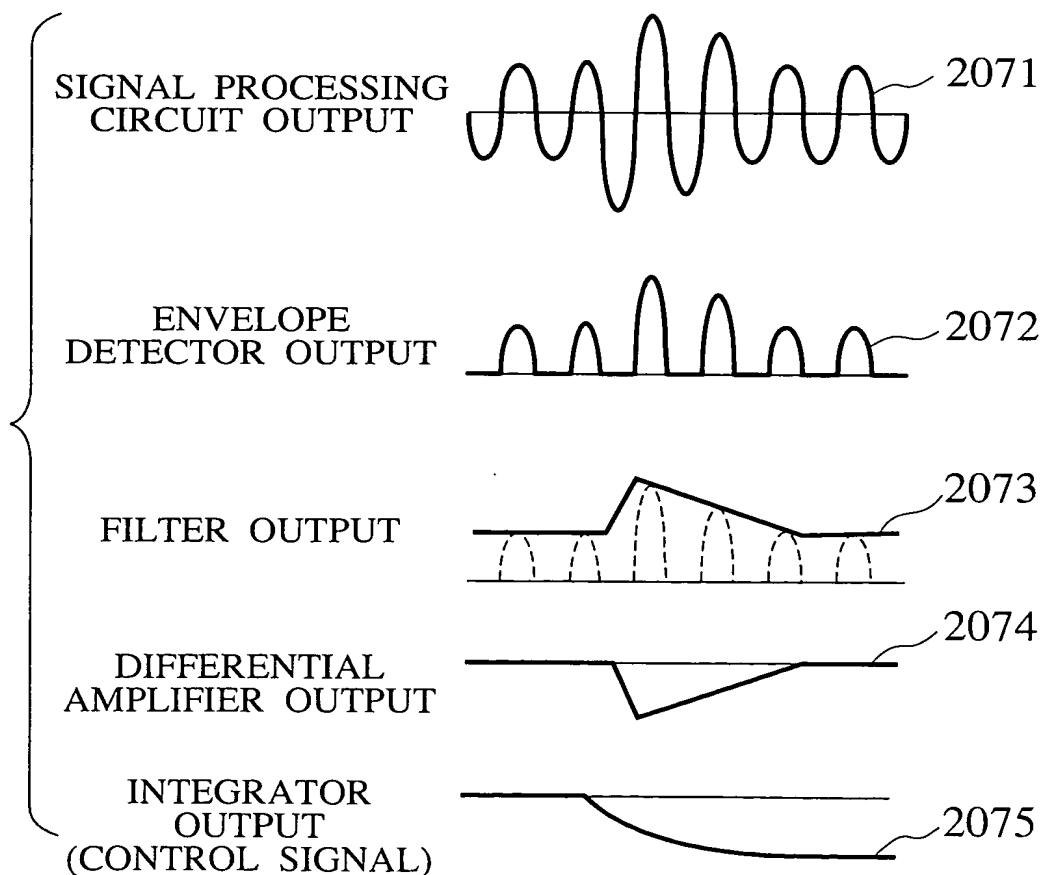 SIGNAL PROCESSING
CIRCUIT OUTPUT
2071
ENVELOPE
DETECTOR OUTPUT
2072
FILTER OUTPUT
2073
DIFFERENTIAL
AMPLIFIER OUTPUT
2074
INTEGRATOR
OUTPUT
(CONTROL SIGNAL)
2075